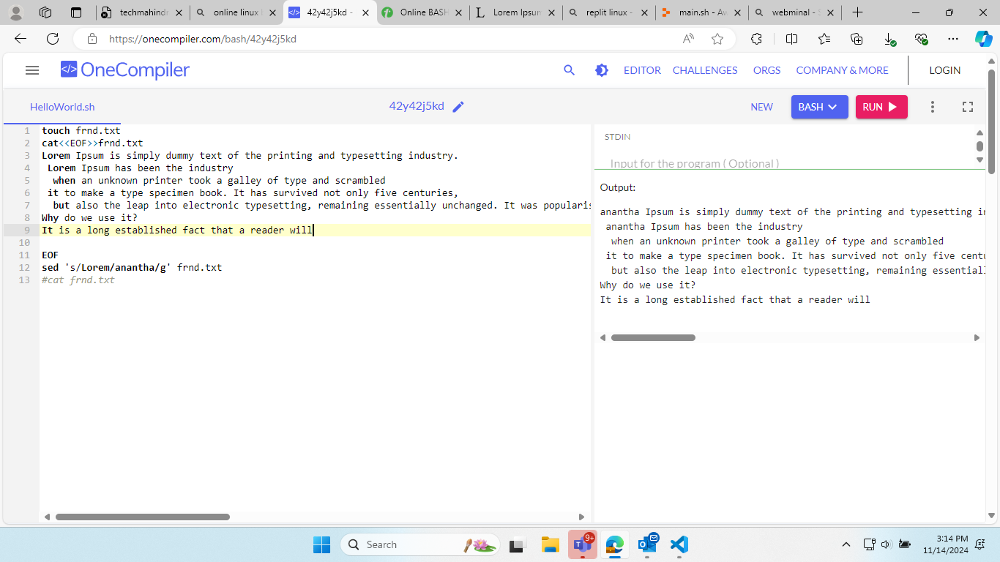 techmahindr
online linux
42y42j5kd -
Online BASH
Lorem Ipsun
replit linux -
main.sh - Aw
webminal - S
https://onecompiler.com/bash/42y42j5kd
OneCompiler
EDITOR CHALLENGES ORGS COMPANY & MORE LOGIN
HelloWorld.sh
42y42j5kd
NEW BASH RUN
1 touch frnd.txt
2 cat<<EOF>>frnd.txt
3 Lorem Ipsum is simply dummy text of the printing and typesetting industry.
4 Lorem Ipsum has been the industry
5 when an unknown printer took a galley of type and scrambled
6 it to make a type specimen book. It has survived not only five centuries,
7 but also the leap into electronic typesetting, remaining essentially unchanged. It was popularis
8 Why do we use it?
9 It is a long established fact that a reader will
10
11 EOF
12 sed 's/Lorem/anantha/g' frnd.txt
13 #cat frnd.txt
STDIN
Input for the program ( Optional )
Output:
anantha Ipsum is simply dummy text of the printing and typesetting in
anantha Ipsum has been the industry
when an unknown printer took a galley of type and scrambled
it to make a type specimen book. It has survived not only five centu
but also the leap into electronic typesetting, remaining essentiall
Why do we use it?
It is a long established fact that a reader will
Search
9+
3:14 PM
11/14/2024